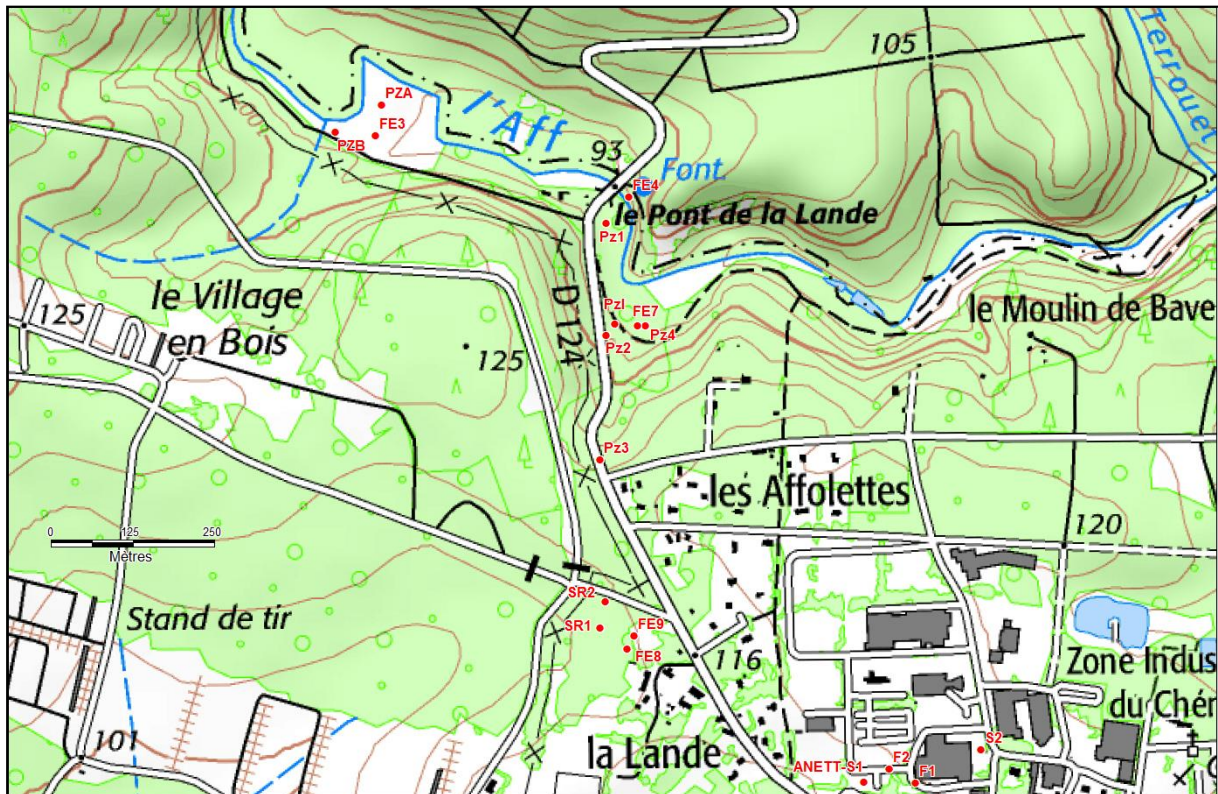 105
Terrouet
PZA
l'Aff
FE3
PZB
93
Font.
FE4
le Pont de la Lande
Pz1
le Village
en Bois
125
D 124
PzI
FE7
Pz2
Pz4
le Moulin de Bave
125
Pz3
les Affolettes
0 125 250
Mètres
120
SR2
Stand de tir
SR1
FE9
FE8
116
Zone Indus
du Chên
101
la Lande
S2
F2
ANETT-S1
F1